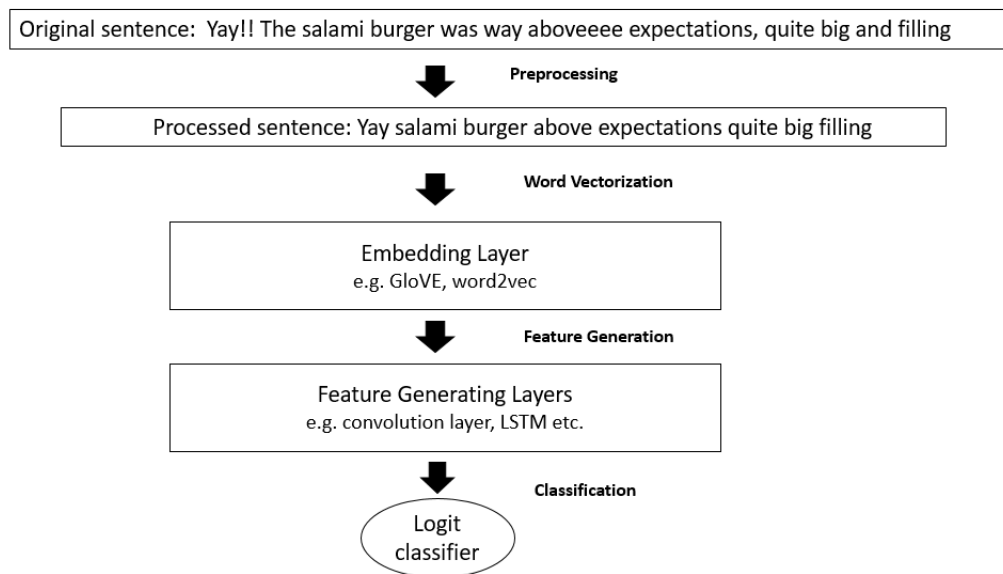 Original sentence: Yay!! The salami burger was way aboveeee expectations, quite big and filling
Preprocessing
Processed sentence: Yay salami burger above expectations quite big filling
Word Vectorization
Embedding Layer
e.g. GloVE, word2vec
Feature Generation
Feature Generating Layers
e.g. convolution layer, LSTM etc.
Classification
Logit
classifier